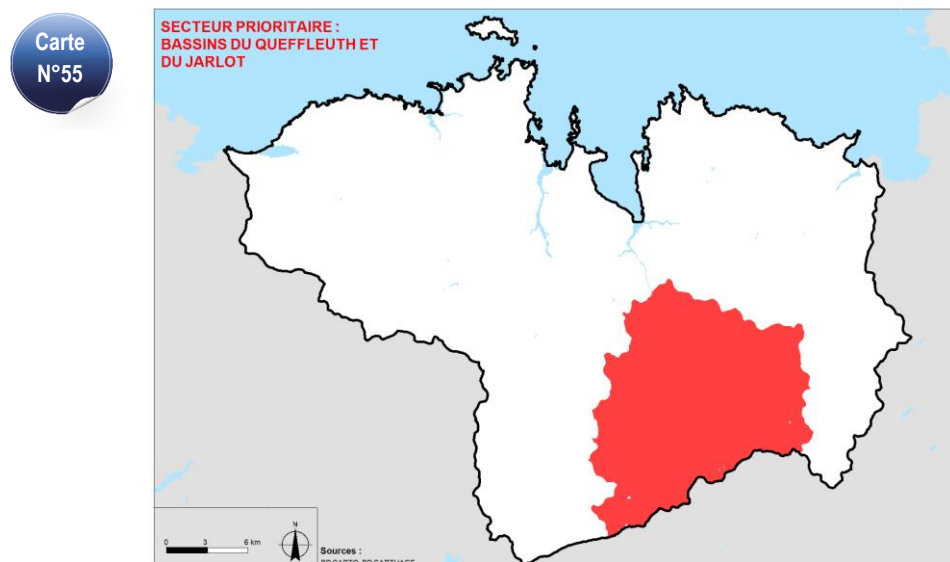 Carte
N°55
SECTEUR PRIORITAIRE :
BASSINS DU QUEFFLEUTH ET
DU JARLOT
N
0 3 6 km
Sources :